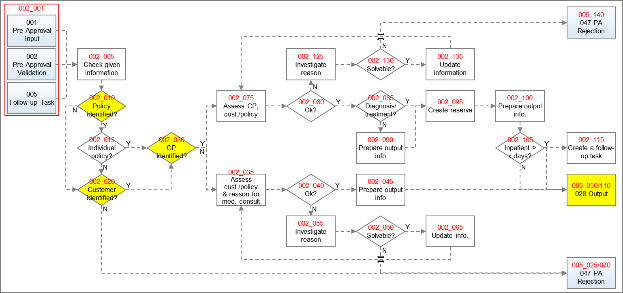 002_001
001
Pre-Approval
Input
002
Pre-Approval
Validation
005
Follow-up Task
002_005
Check given
information
002_010
Policy
identified?
Y
N
002_015
Individual
policy?
Y
N
002_020
Customer
identified?
Y
N
002_030
CP
identified?
Y
N
002_075
Assess CP,
cust./policy
002_080
Ok?
Y
N
002_125
Investigate
reason
002_130
Solvable?
Y
N
002_135
Update
information
005_140
047 PA
Rejection
002_085
Diagnosis/
treatment?
Y
N
002_090
Prepare output
info
002_095
Create reserve
002_100
Prepare output
info.
002_105
Inpatient >
x days?
Y
N
002_115
Create a follow-
up task
005_050/110
028 Output
002_035
Assess
cust./policy
& reason for
mod. consult
002_040
Ok?
Y
N
002_045
Prepare output
info
002_055
Investigate
reason
002_060
Solvable?
Y
N
002_065
Update info.
005_025/070
047 PA
Rejection